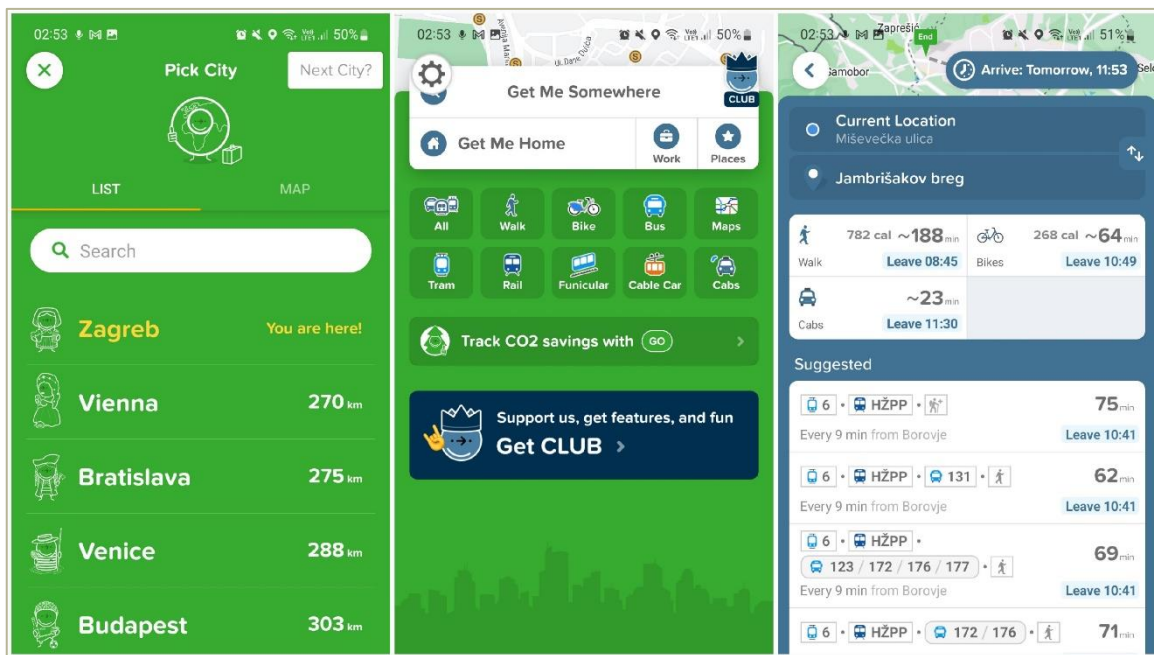 02:53 50%
Pick City
Next City?
LIST MAP
Search
Zagreb You are here!
Vienna 270 km
Bratislava 275 km
Venice 288 km
Budapest 303 km
02:53 50%
Get Me Somewhere
CLUB
Get Me Home
Work Places
All Walk Bike Bus Maps
Tram Rail Funicular Cable Car Cabs
Track CO2 savings with GO
Support us, get features, and fun
Get CLUB
02:53 51%
Zaprešić
End
Samobor
Arrive: Tomorrow, 11:53
Current Location
Miševečka ulica
Jambrišakov breg
782 cal ~188 min
Walk Leave 08:45
268 cal ~64 min
Bikes Leave 10:49
~23 min
Cabs Leave 11:30
Suggested
6 • HŽPP • 75 min
Every 9 min from Borovje Leave 10:41
6 • HŽPP • 131 • 62 min
Every 9 min from Borovje Leave 10:41
6 • HŽPP •
123 / 172 / 176 / 177 • 69 min
Every 9 min from Borovje Leave 10:41
6 • HŽPP • 172 / 176 • 71 min